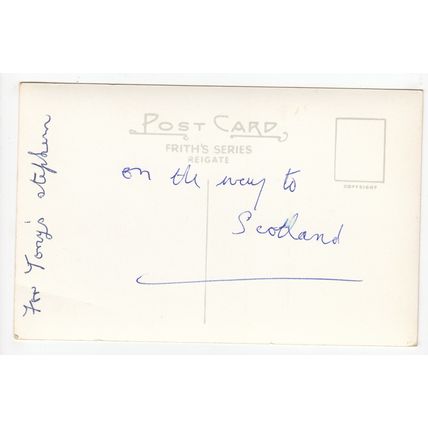 POST CARD
FRITH'S SERIES
REIGATE
COPYRIGHT
on the way to
Scotland
For Tony's stephen